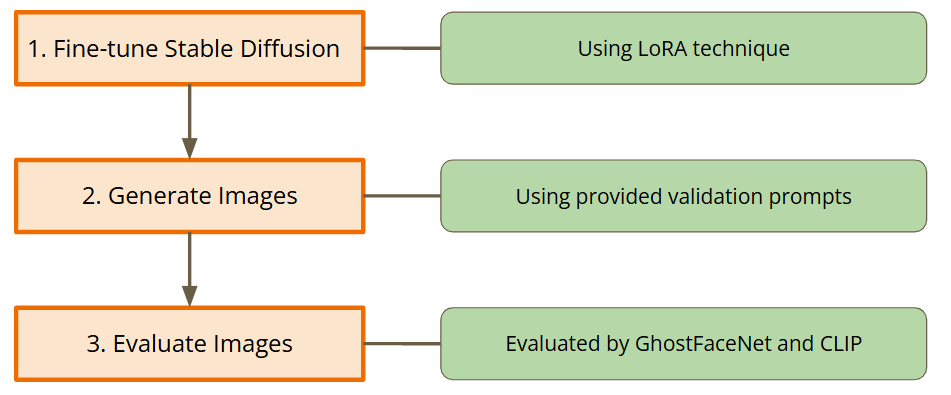 1. Fine-tune Stable Diffusion
Using LoRA technique
2. Generate Images
Using provided validation prompts
3. Evaluate Images
Evaluated by GhostFaceNet and CLIP